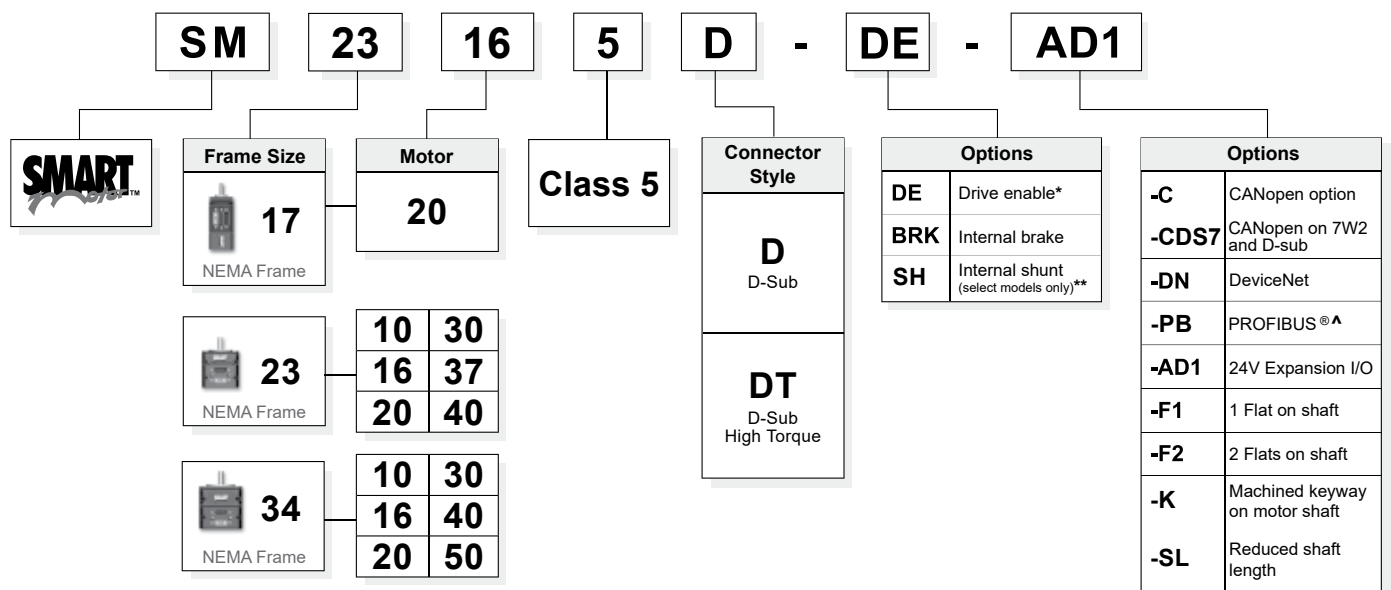 SM 23 16 5 D - DE - AD1
SMART
motor™
Frame Size
17
NEMA Frame
23
NEMA Frame
34
NEMA Frame
Motor
20
10 30
16 37
20 40
10 30
16 40
20 50
Class 5
Connector
Style
D
D-Sub
DT
D-Sub
High Torque
Options
DE Drive enable*
BRK Internal brake
SH Internal shunt
(select models only)**
Options
-C CANopen option
-CDS7 CANopen on 7W2
and D-sub
-DN DeviceNet
-PB PROFIBUS ®^
-AD1 24V Expansion I/O
-F1 1 Flat on shaft
-F2 2 Flats on shaft
-K Machined keyway
on motor shaft
-SL Reduced shaft
length